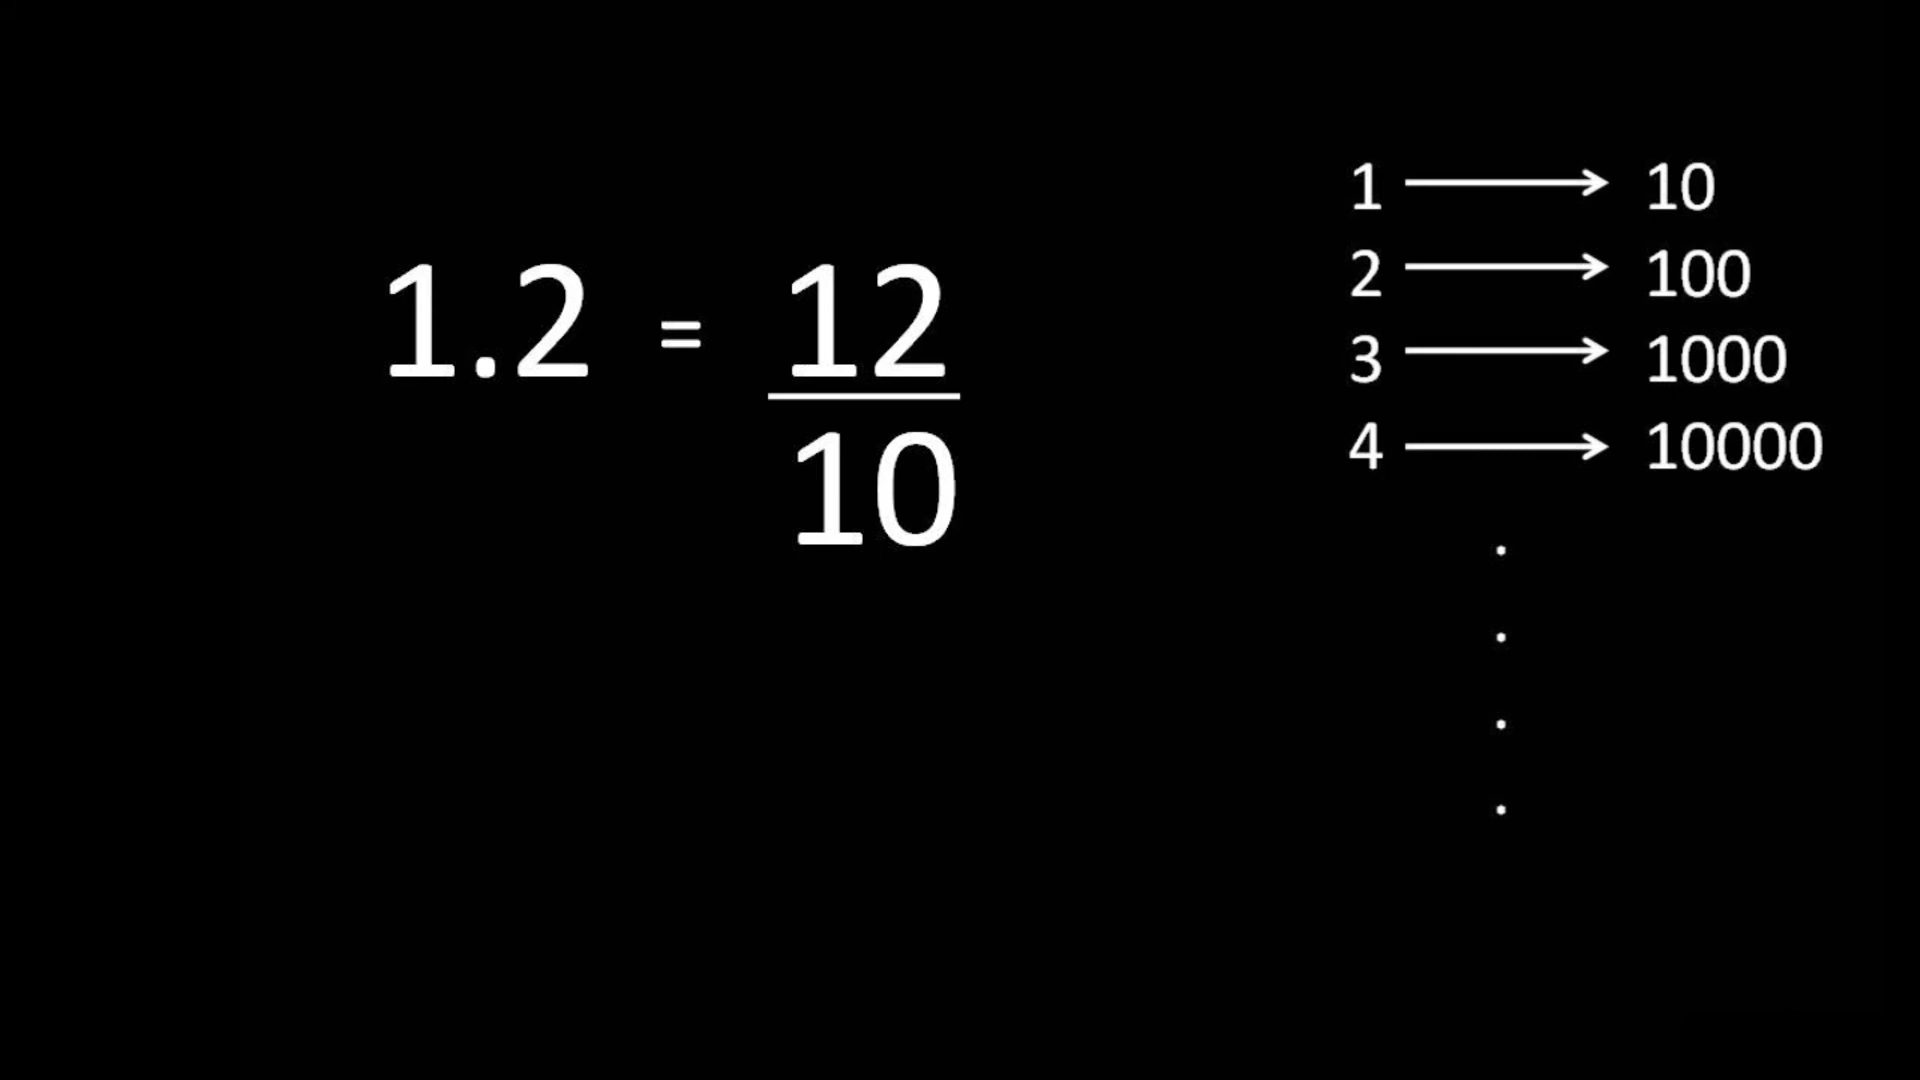 1.2 = 12
10
1 → 10
2 → 100
3 → 1000
4 → 10000
.
.
.
.